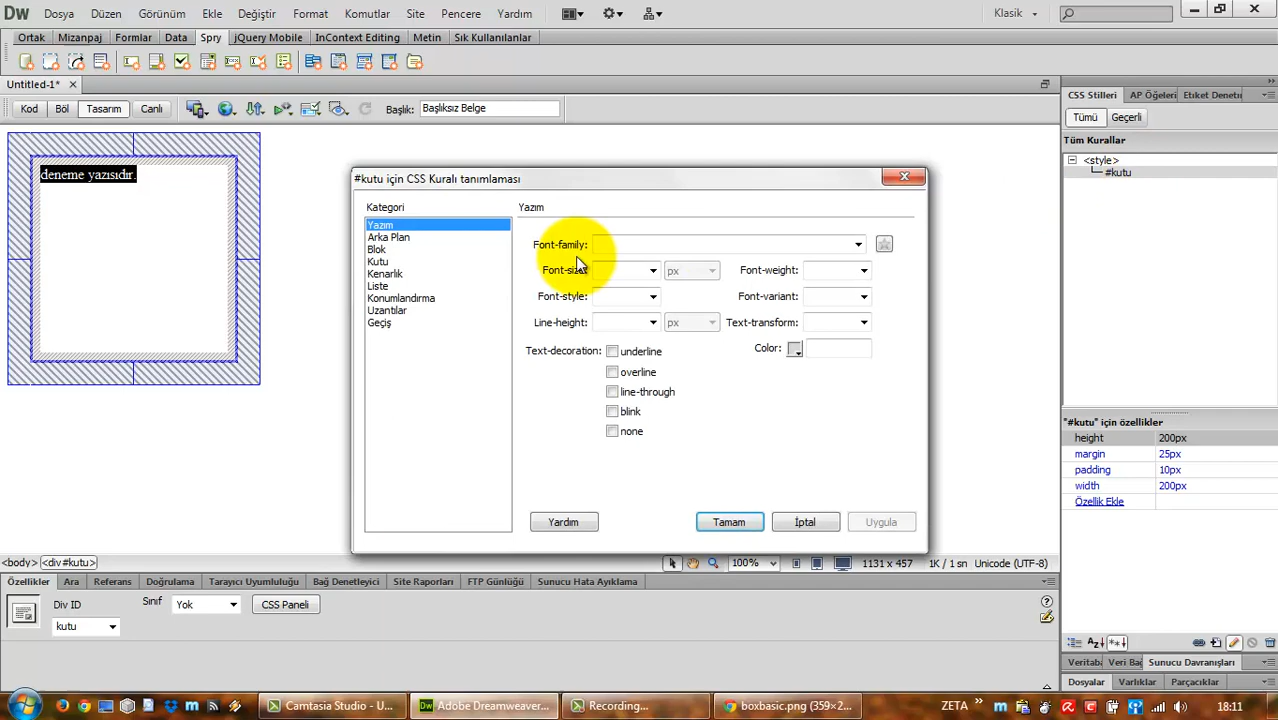 Dw Dosya Düzen Görünüm Ekle Değiştir Format Komutlar Site Pencere Yardım Klasik
Ortak Mizanpaj Formlar Data Spry jQuery Mobile InContext Editing Metin Sık Kullanılanlar
Untitled-1* ×
Kod Böl Tasarım Canlı Başlık: Başlıksız Belge
CSS Stilleri AP Öğeleri Etiket Denetim
Tümü Geçerli
Tüm Kurallar
<style>
#kutu
deneme yazısıdır.
#kutu için CSS Kuralı tanımlaması
Kategori
Yazım
Arka Plan
Blok
Kutu
Kenarlık
Liste
Konumlandırma
Uzantılar
Geçiş
Yazım
Font-family:
Font-size: px Font-weight:
Font-style: Font-variant:
Line-height: px Text-transform:
Text-decoration: underline Color:
overline
line-through
blink
none
Yardım Tamam İptal Uygula
"#kutu" için özellikler
height 200px
margin 25px
padding 10px
width 200px
Özellik Ekle
<body> <div#kutu> 100% 1131 x 457 1K / 1 sn Unicode (UTF-8)
Özellikler Ara Referans Doğrulama Tarayıcı Uyumluluğu Bağ Denetleyici Site Raporları FTP Günlüğü Sunucu Hata Ayıklama
Div ID Sınıf Yok CSS Paneli
kutu
Veritaba Veri Bağ Sunucu Davranışları
Dosyalar Varlıklar Parçacıklar
Camtasia Studio - U... Adobe Dreamweaver... Recording... boxbasic.png (359×2... ZETA 18:11